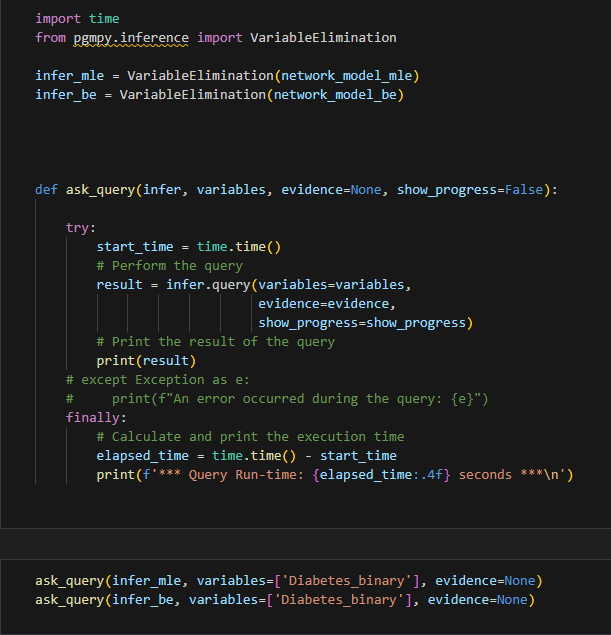 import time
from pgmpy.inference import VariableElimination
infer_mle = VariableElimination(network_model_mle)
infer_be = VariableElimination(network_model_be)
def ask_query(infer, variables, evidence=None, show_progress=False):
    try:
        start_time = time.time()
        # Perform the query
        result = infer.query(variables=variables,
                             evidence=evidence,
                             show_progress=show_progress)
        # Print the result of the query
        print(result)
    # except Exception as e:
    #     print(f"An error occurred during the query: {e}")
    finally:
        # Calculate and print the execution time
        elapsed_time = time.time() - start_time
        print(f'*** Query Run-time: {elapsed_time:.4f} seconds ***\n')
ask_query(infer_mle, variables=['Diabetes_binary'], evidence=None)
ask_query(infer_be, variables=['Diabetes_binary'], evidence=None)